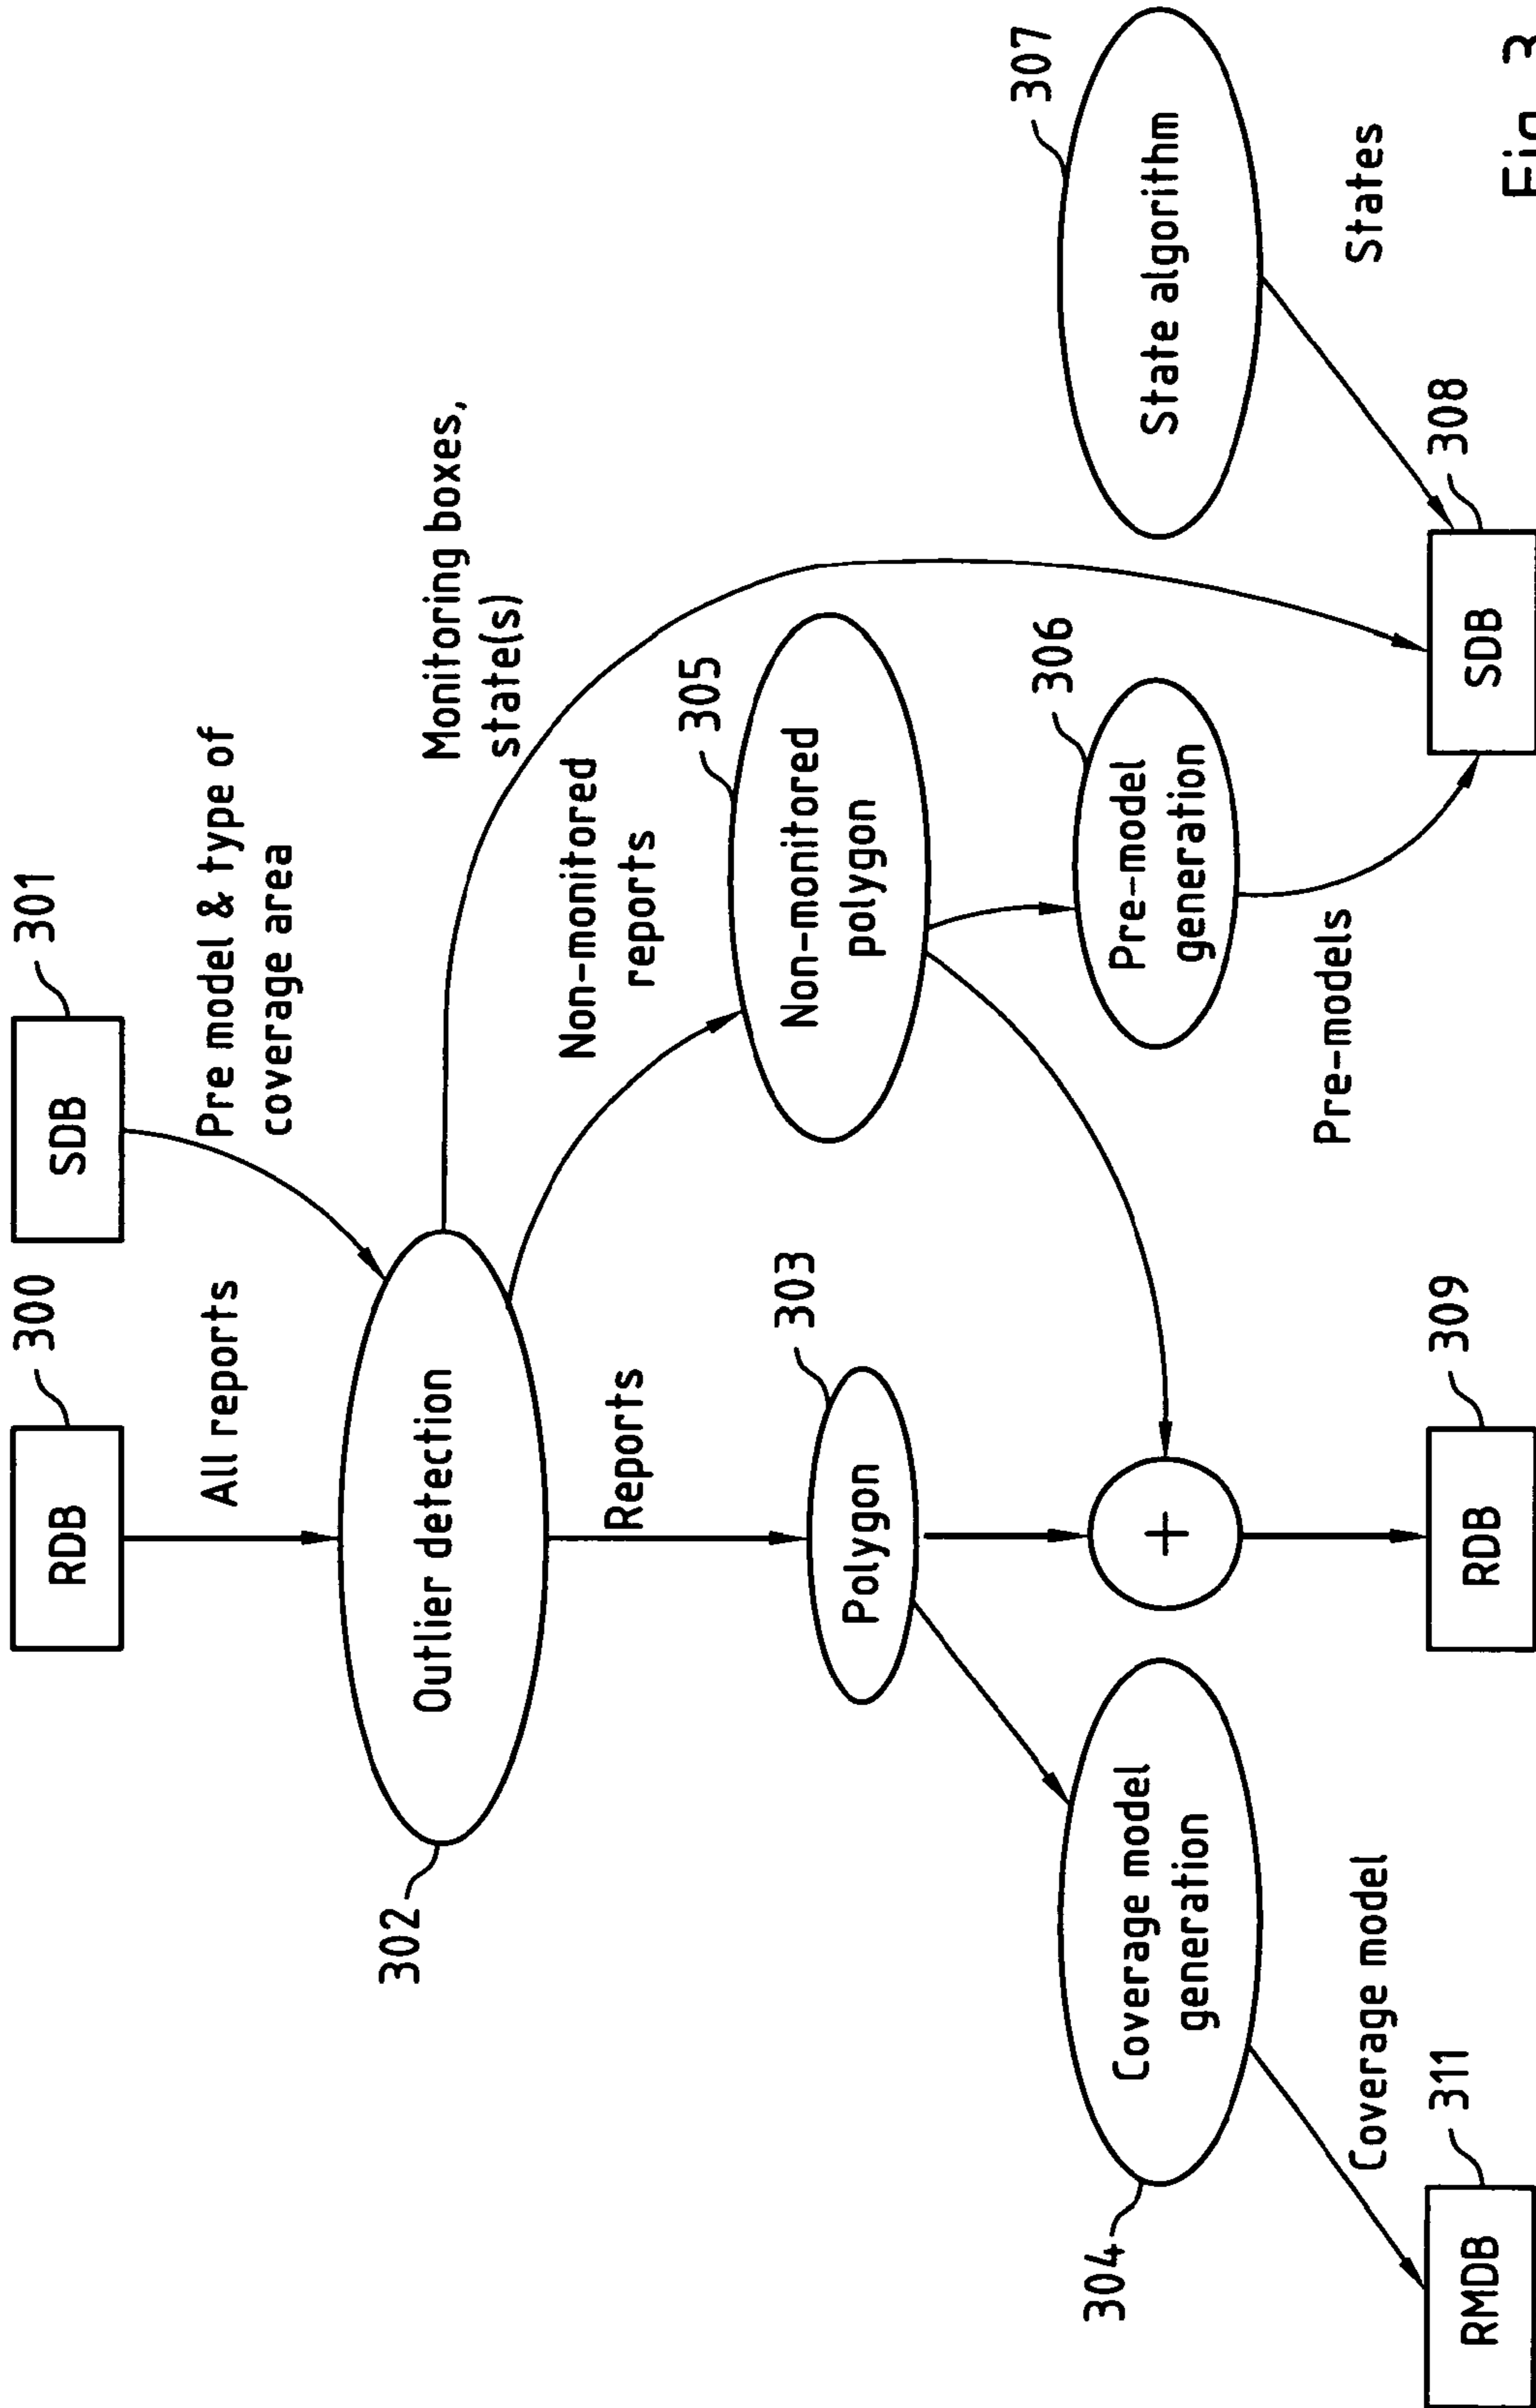 300
301
RDB
SDB
All reports
Pre model & type of
coverage area
302
Outlier detection
Monitoring boxes,
state(s)
Reports
Non-monitored
reports
303
305
Polygon
Non-monitored
polygon
304
306
307
Coverage model
generation
+
Pre-model
generation
State algorithm
Coverage model
Pre-models
States
311
309
308
RMDB
RDB
SDB
Fig. 3